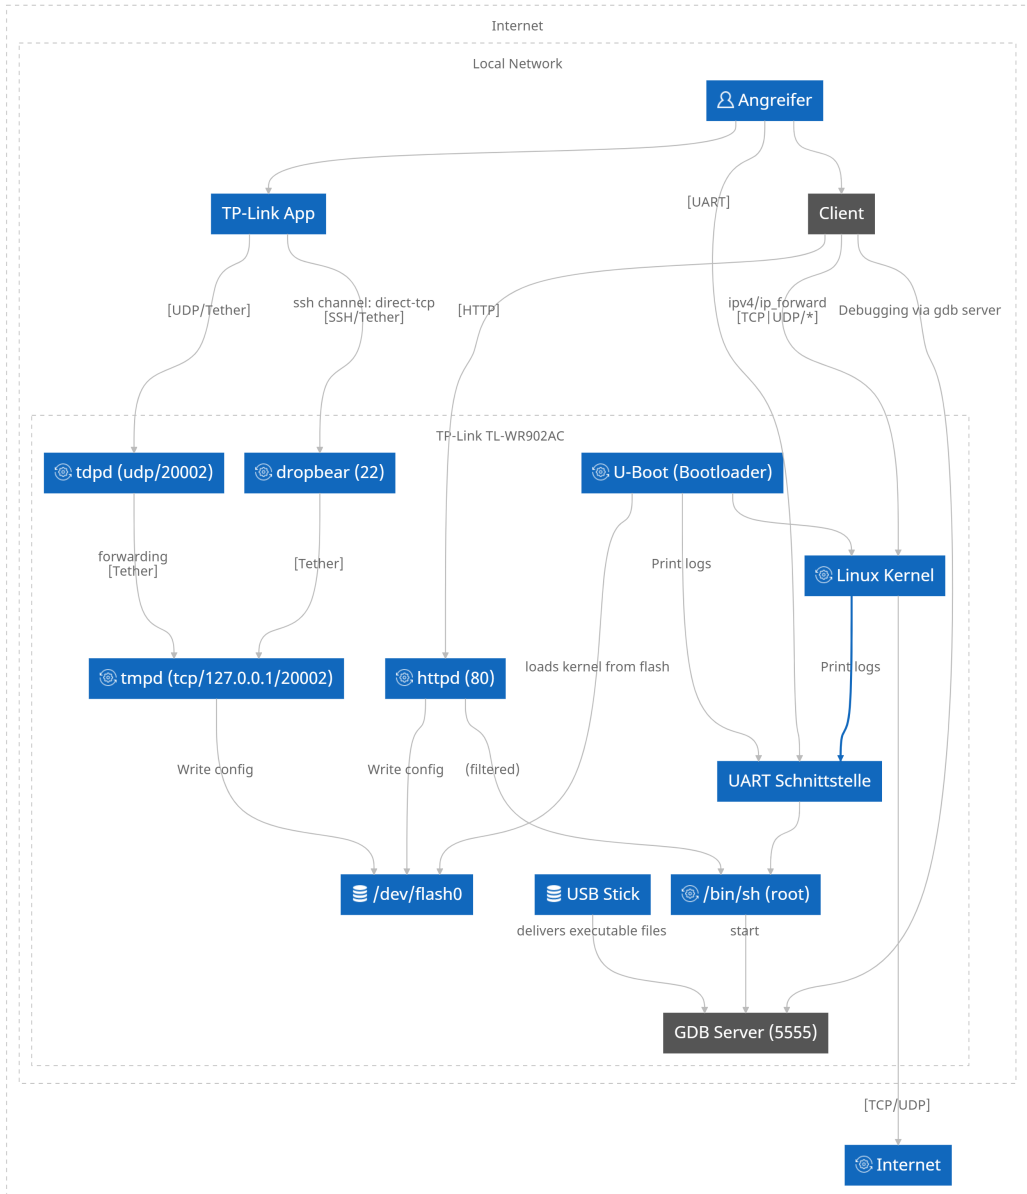 Internet
Local Network
Angreifer
TP-Link App
[UART]
Client
[UDP/Tether]
ssh channel: direct-tcp
[SSH/Tether]
[HTTP]
ipv4/ip_forward
[TCP|UDP/*]
Debugging via gdb server
TP-Link TL-WR902AC
tdpd (udp/20002)
dropbear (22)
U-Boot (Bootloader)
forwarding
[Tether]
[Tether]
Print logs
Linux Kernel
tmpd (tcp/127.0.0.1/20002)
httpd (80)
loads kernel from flash
Print logs
Write config
Write config
(filtered)
UART Schnittstelle
/dev/flash0
USB Stick
/bin/sh (root)
delivers executable files
start
GDB Server (5555)
[TCP/UDP]
Internet